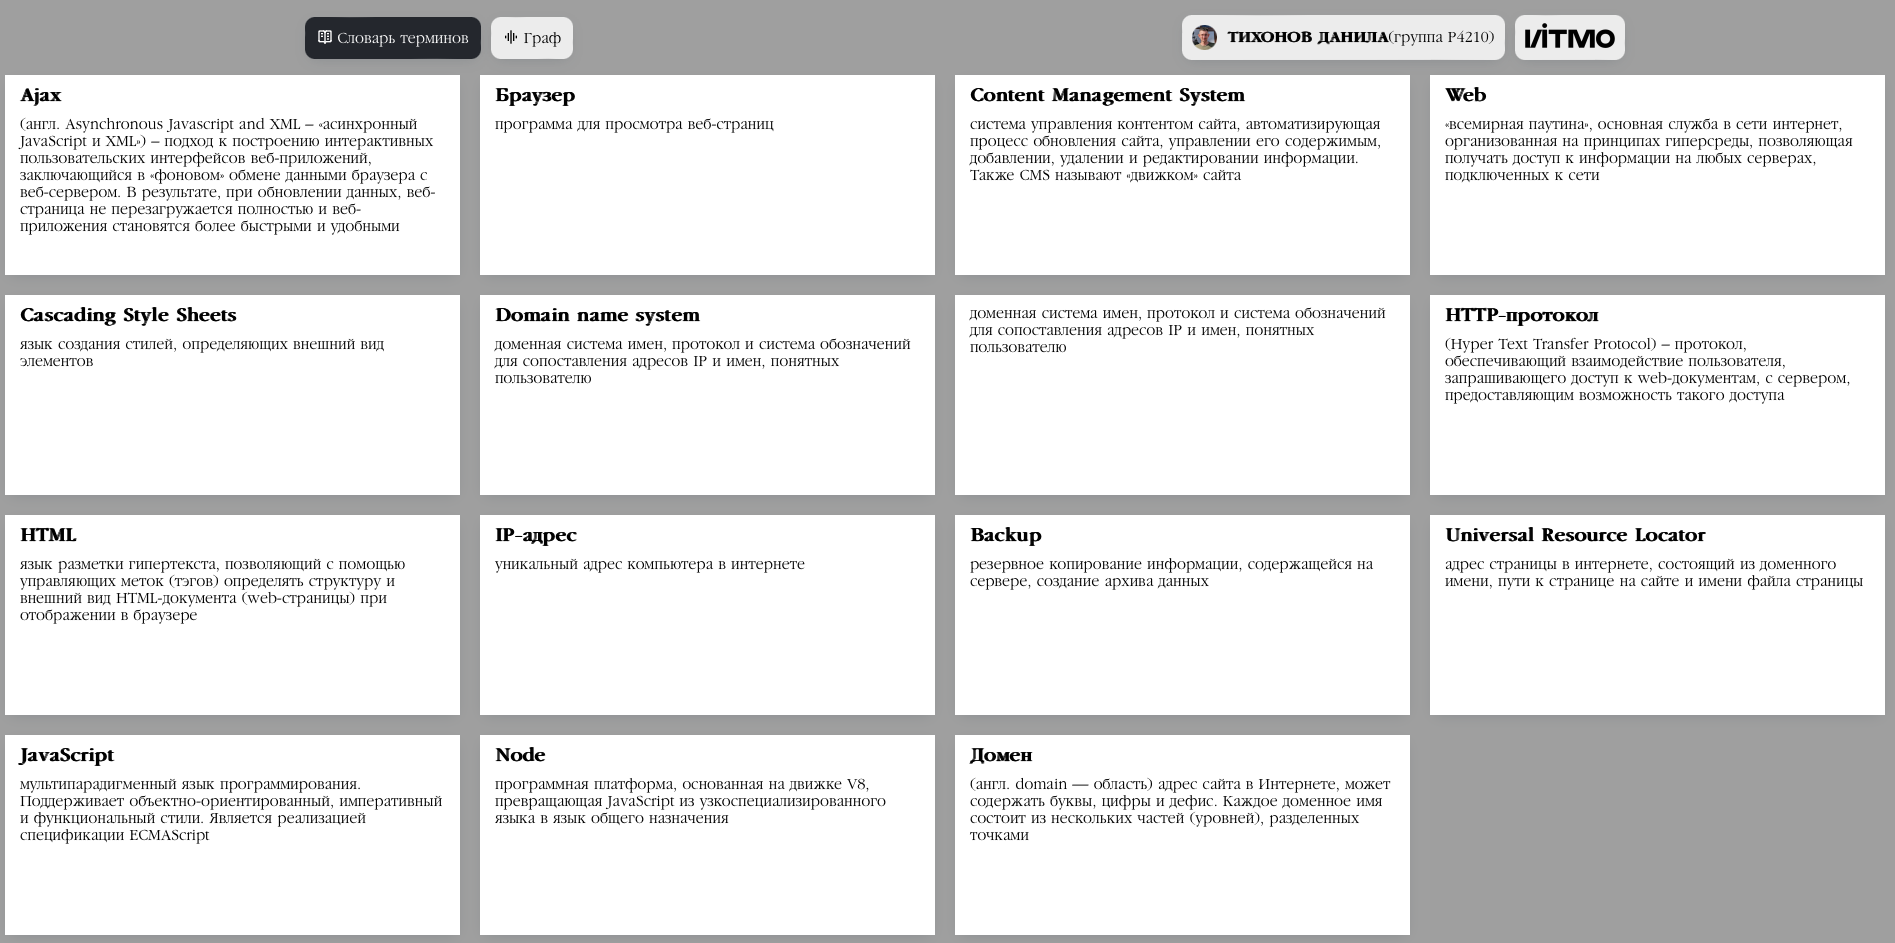 Словарь терминов
Граф
ТИХОНОВ ДАНИЛА(группа P4210)
ИТМО
Ajax
(англ. Asynchronous Javascript and XML – «асинхронный
JavaScript и XML») – подход к построению интерактивных
пользовательских интерфейсов веб-приложений,
заключающийся в «фоновом» обмене данными браузера с
веб-сервером. В результате, при обновлении данных, веб-
страница не перезагружается полностью и веб-
приложения становятся более быстрыми и удобными
Браузер
программа для просмотра веб-страниц
Content Management System
система управления контентом сайта, автоматизирующая
процесс обновления сайта, управлении его содержимым,
добавлении, удалении и редактировании информации.
Также CMS называют «движком» сайта
Web
«всемирная паутина», основная служба в сети интернет,
организованная на принципах гиперсреды, позволяющая
получать доступ к информации на любых серверах,
подключенных к сети
Cascading Style Sheets
язык создания стилей, определяющих внешний вид
элементов
Domain name system
доменная система имен, протокол и система обозначений
для сопоставления адресов IP и имен, понятных
пользователю
доменная система имен, протокол и система обозначений
для сопоставления адресов IP и имен, понятных
пользователю
HTTP-протокол
(Hyper Text Transfer Protocol) – протокол,
обеспечивающий взаимодействие пользователя,
запрашивающего доступ к web-документам, с сервером,
предоставляющим возможность такого доступа
HTML
язык разметки гипертекста, позволяющий с помощью
управляющих меток (тэгов) определять структуру и
внешний вид HTML-документа (web-страницы) при
отображении в браузере
IP-адрес
уникальный адрес компьютера в интернете
Backup
резервное копирование информации, содержащейся на
сервере, создание архива данных
Universal Resource Locator
адрес страницы в интернете, состоящий из доменного
имени, пути к странице на сайте и имени файла страницы
JavaScript
мультипарадигменный язык программирования.
Поддерживает объектно-ориентированный, императивный
и функциональный стили. Является реализацией
спецификации ECMAScript
Node
программная платформа, основанная на движке V8,
превращающая JavaScript из узкоспециализированного
языка в язык общего назначения
Домен
(англ. domain — область) адрес сайта в Интернете, может
содержать буквы, цифры и дефис. Каждое доменное имя
состоит из нескольких частей (уровней), разделенных
точками